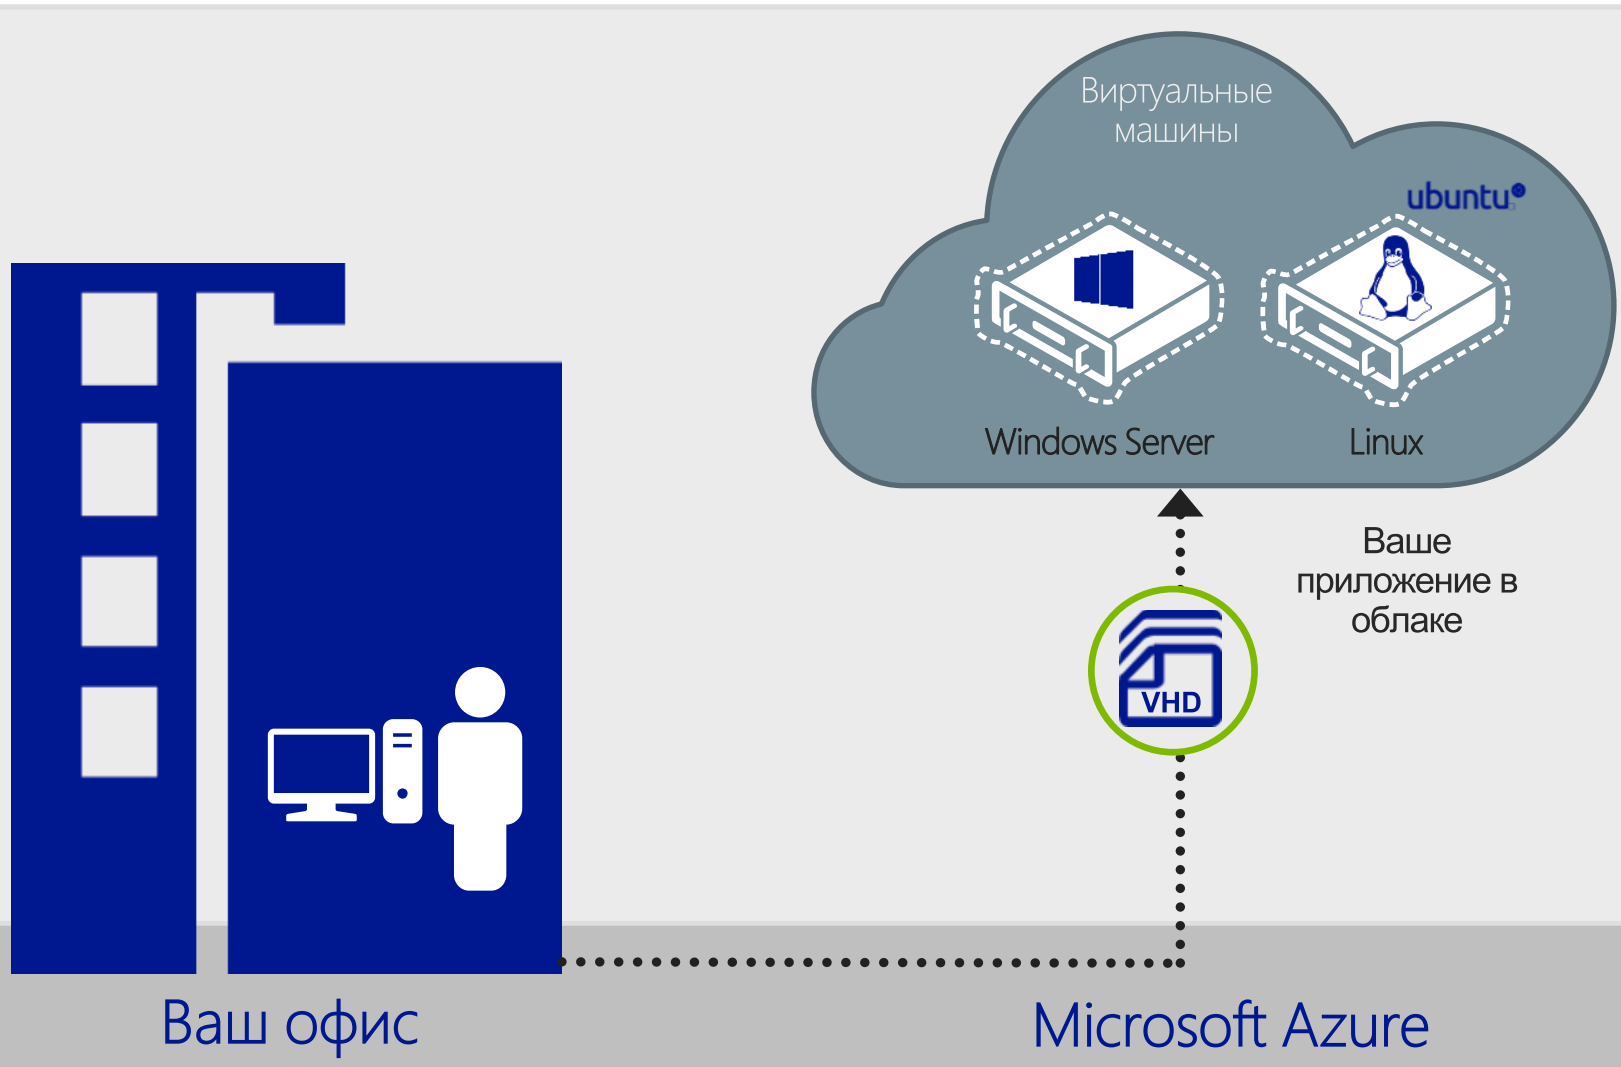 Виртуальные
машины
ubuntu
Windows Server
Linux
Ваше
приложение в
облаке
VHD
Ваш офис
Microsoft Azure